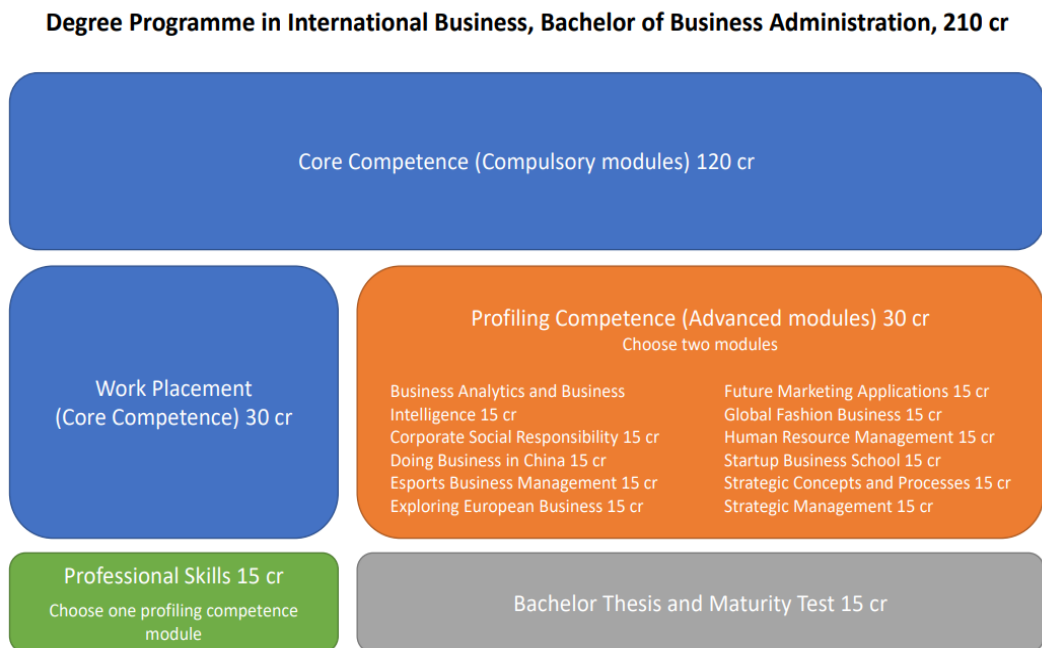 Degree Programme in International Business, Bachelor of Business Administration, 210 cr
Core Competence (Compulsory modules) 120 cr
Work Placement
(Core Competence) 30 cr
Profiling Competence (Advanced modules) 30 cr
Choose two modules
Business Analytics and Business
Intelligence 15 cr
Corporate Social Responsibility 15 cr
Doing Business in China 15 cr
Esports Business Management 15 cr
Exploring European Business 15 cr
Future Marketing Applications 15 cr
Global Fashion Business 15 cr
Human Resource Management 15 cr
Startup Business School 15 cr
Strategic Concepts and Processes 15 cr
Strategic Management 15 cr
Professional Skills 15 cr
Choose one profiling competence
module
Bachelor Thesis and Maturity Test 15 cr